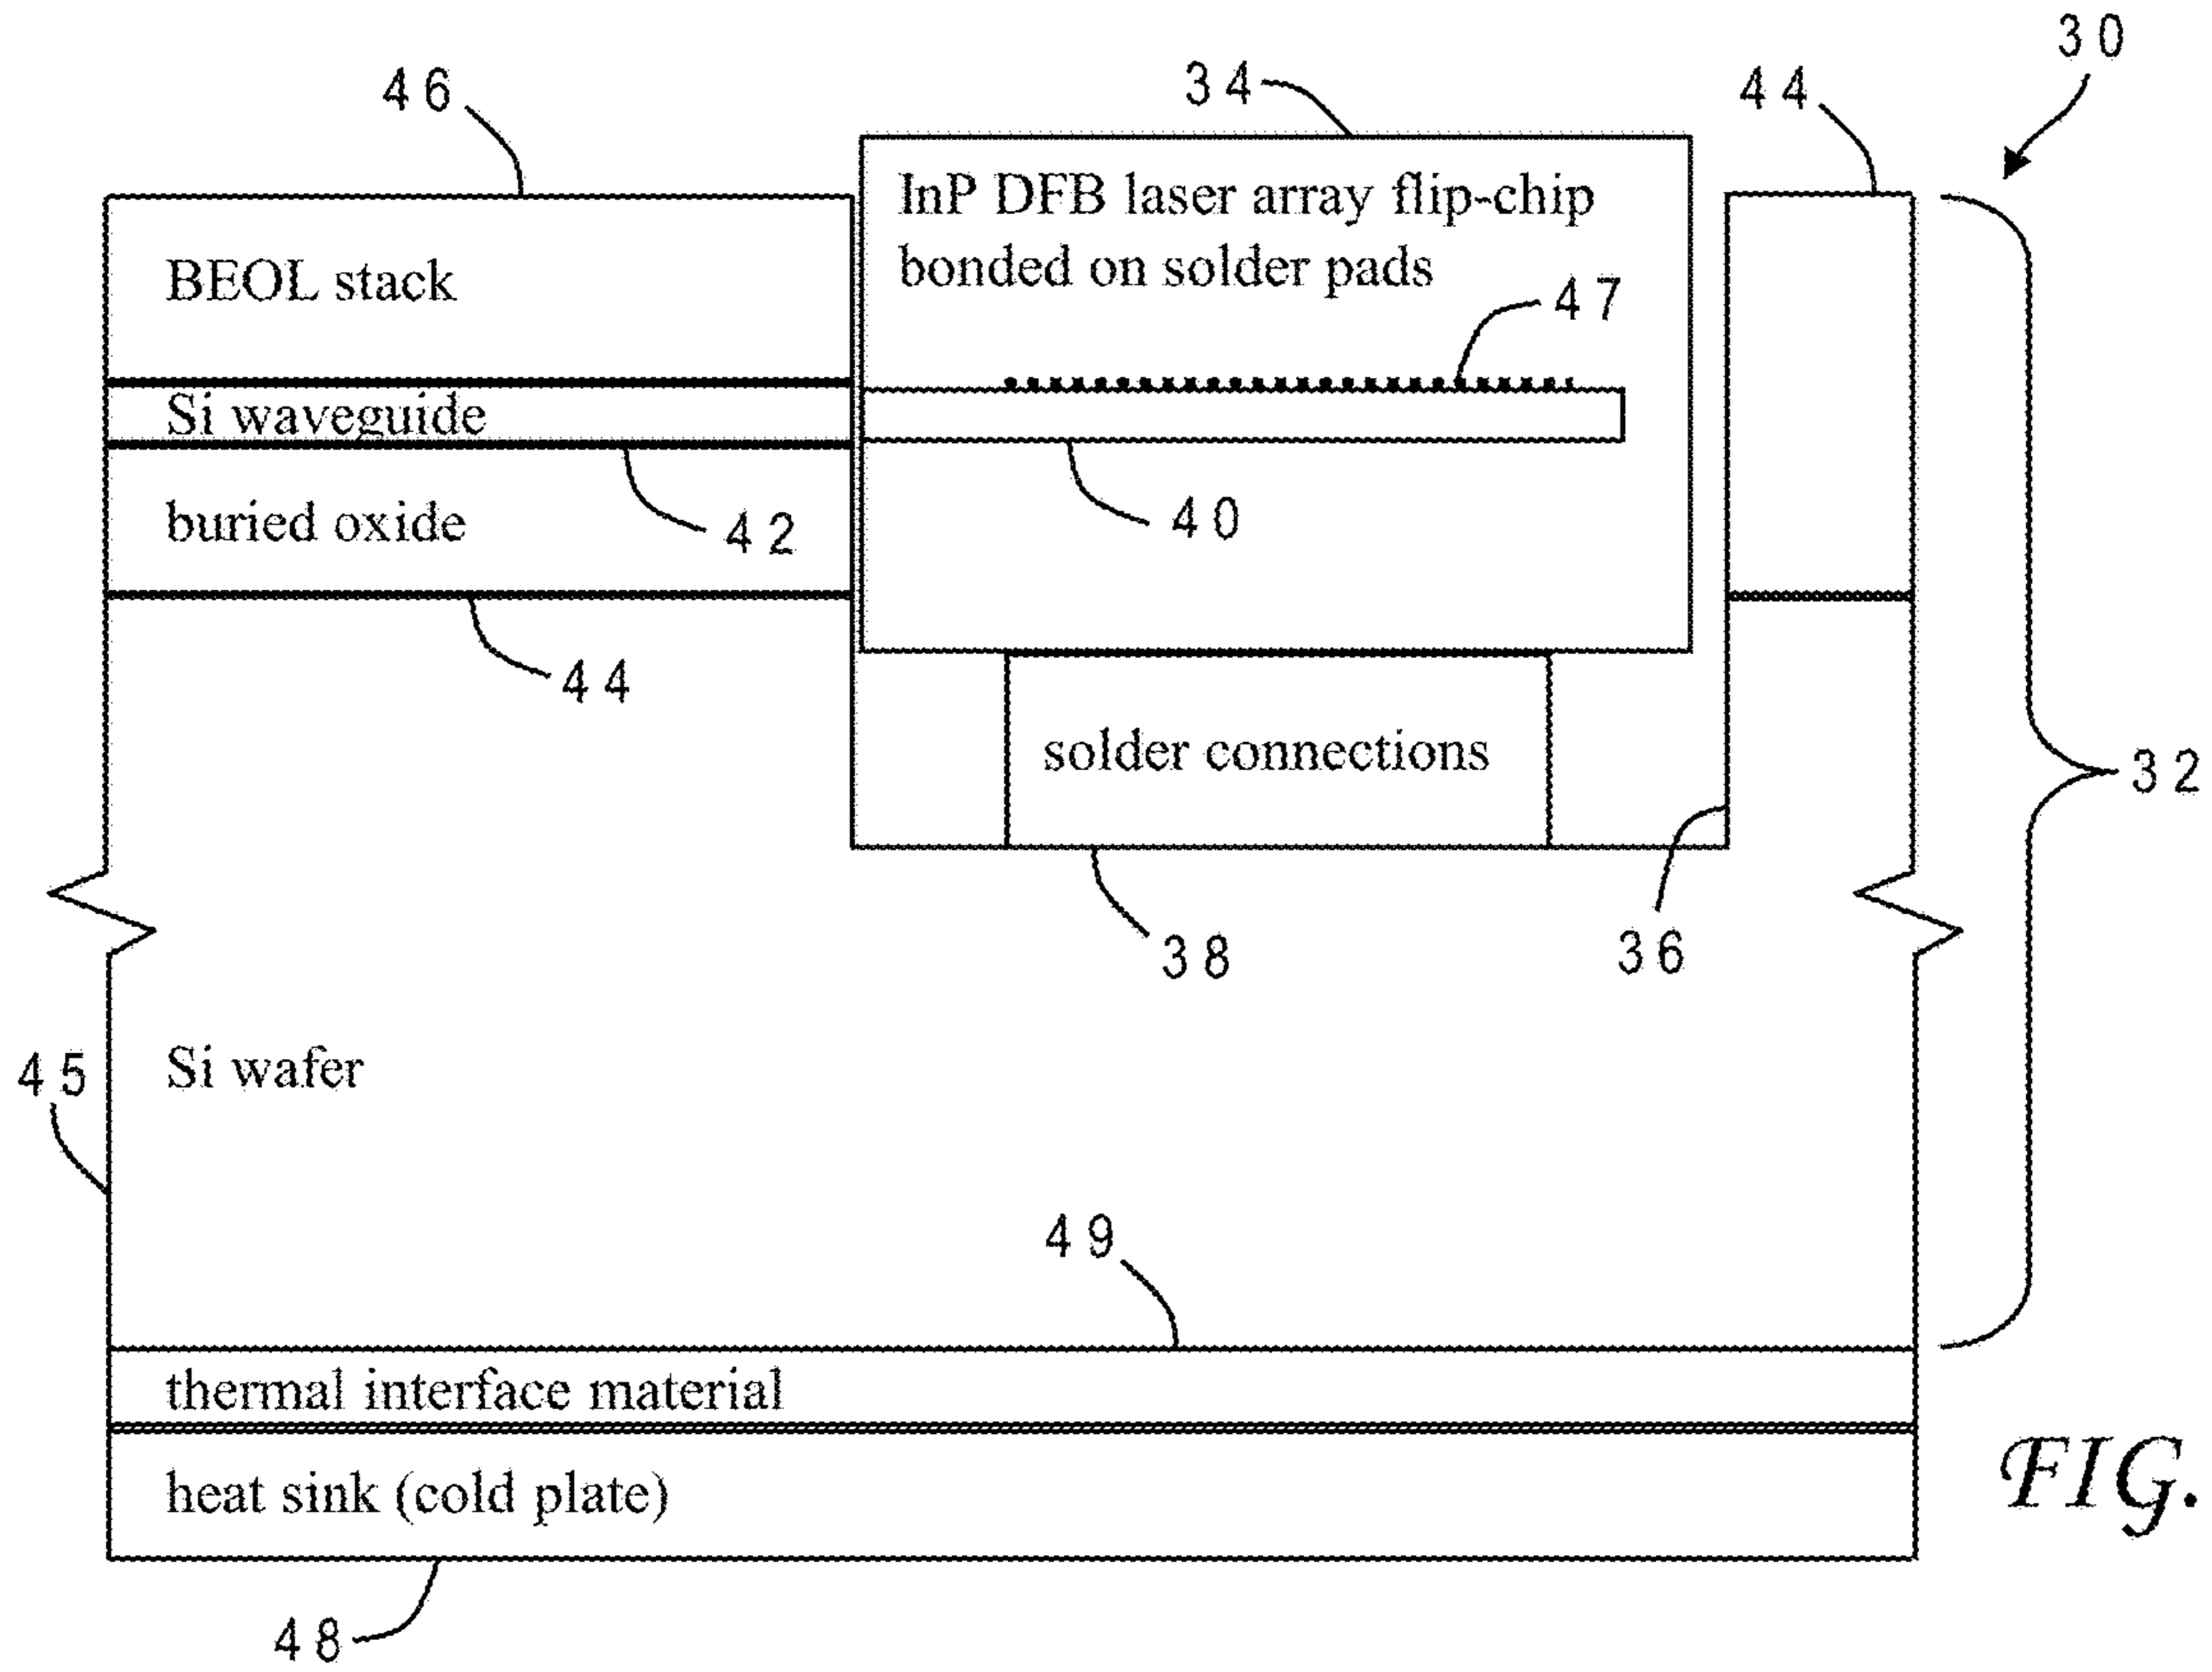 30
46
34
44
InP DFB laser array flip-chip
bonded on solder pads
BEOL stack
47
Si waveguide
buried oxide
42
40
44
solder connections
32
38
36
45
Si wafer
49
thermal interface material
heat sink (cold plate)
FIG.
48